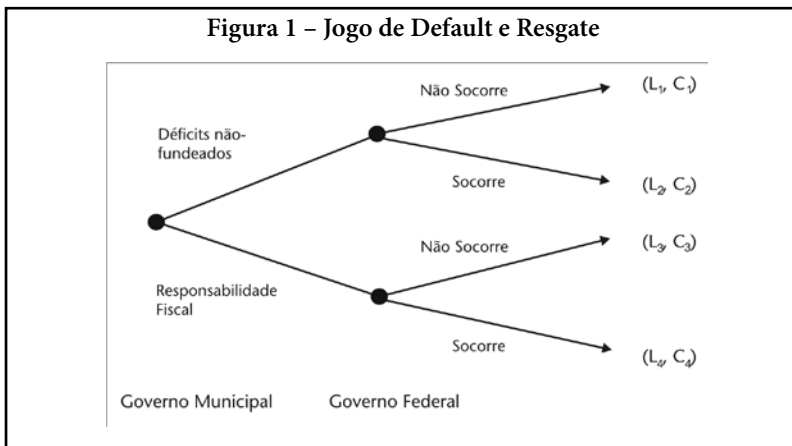 Figura 1 – Jogo de Default e Resgate
Não Socorre
(L₁, C₁)
Déficits não-
fundeados
Socorre
(L₂, C₂)
Não Socorre
(L₃, C₃)
Responsabilidade
Fiscal
Socorre
(L₄, C₄)
Governo Municipal Governo Federal